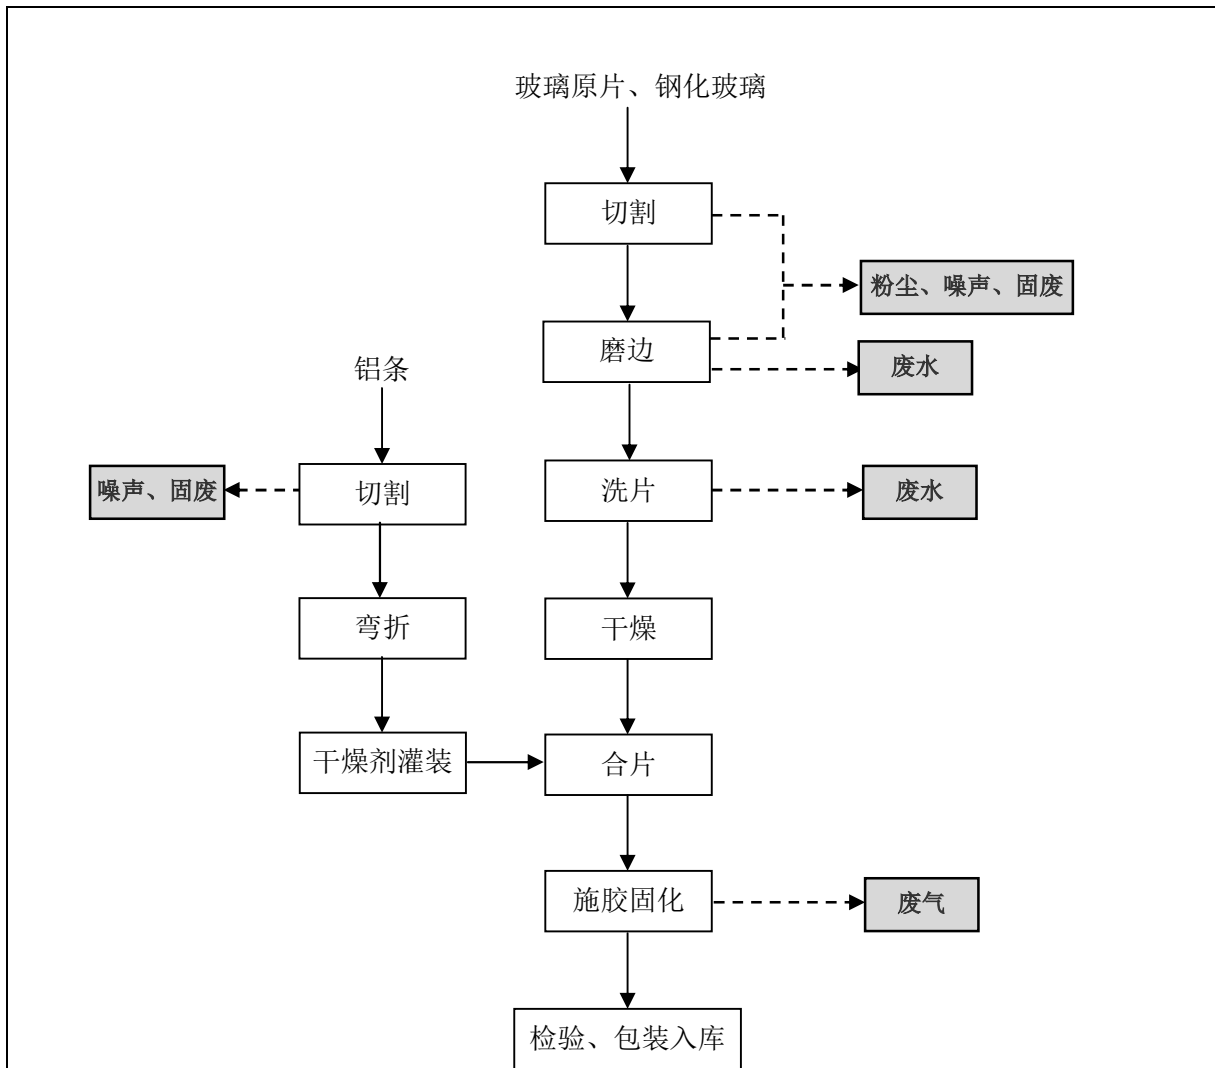 玻璃原片、钢化玻璃
切割
粉尘、噪声、固废
磨边
废水
铝条
噪声、固废
切割
洗片
废水
弯折
干燥
干燥剂灌装
合片
施胶固化
废气
检验、包装入库